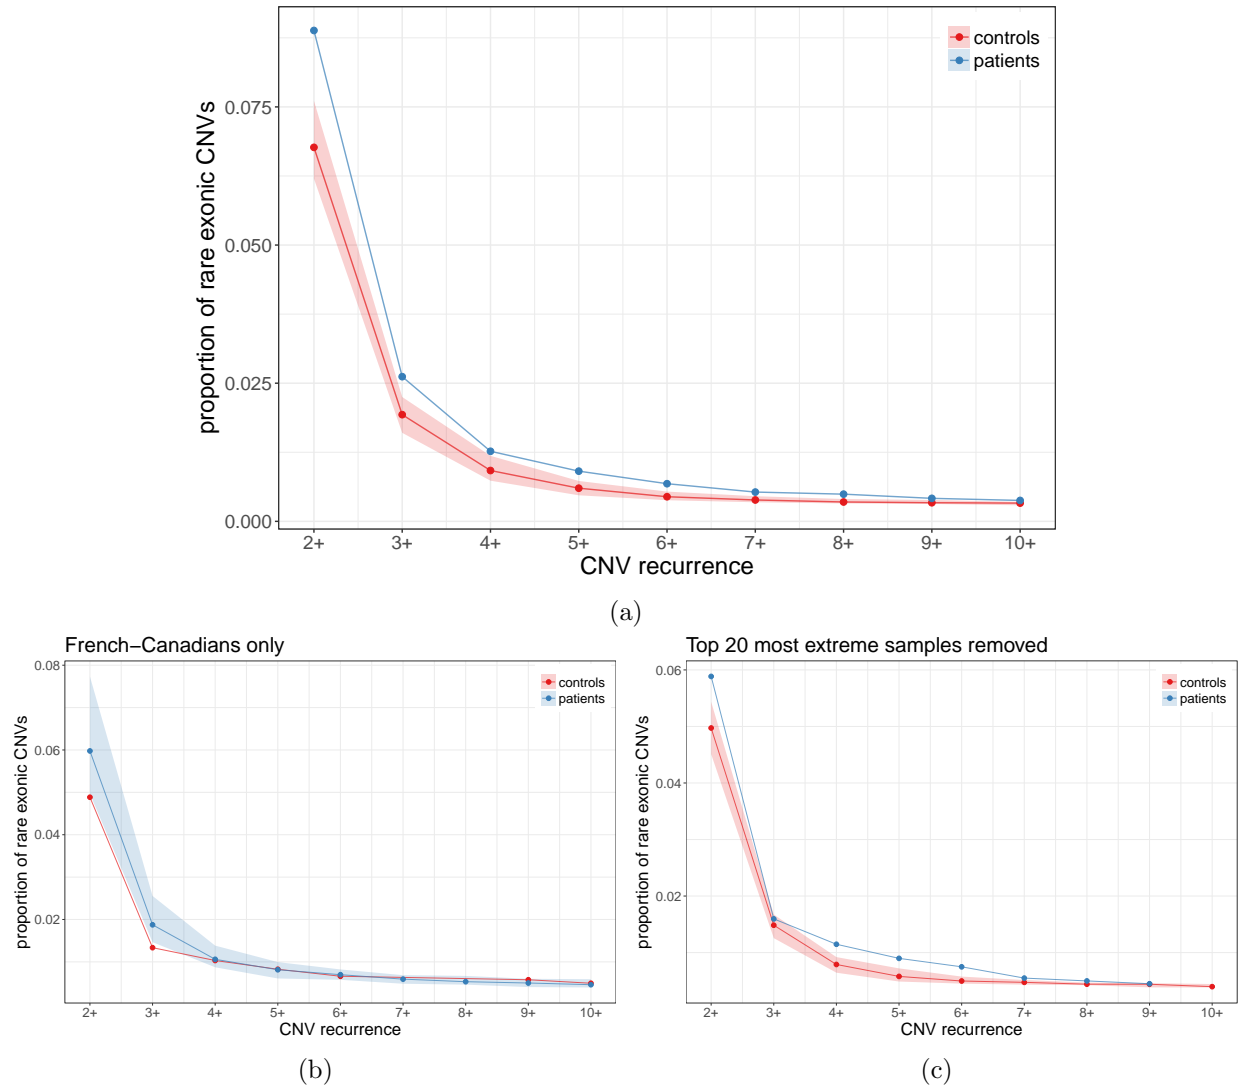 controls
patients
0.075
0.050
0.025
0.000
proportion of rare exonic CNVs
2+ 3+ 4+ 5+ 6+ 7+ 8+ 9+ 10+
CNV recurrence
(a)
French−Canadians only
controls
patients
0.08
0.06
0.04
0.02
proportion of rare exonic CNVs
2+ 3+ 4+ 5+ 6+ 7+ 8+ 9+ 10+
CNV recurrence
(b)
Top 20 most extreme samples removed
controls
patients
0.06
0.04
0.02
proportion of rare exonic CNVs
2+ 3+ 4+ 5+ 6+ 7+ 8+ 9+ 10+
CNV recurrence
(c)